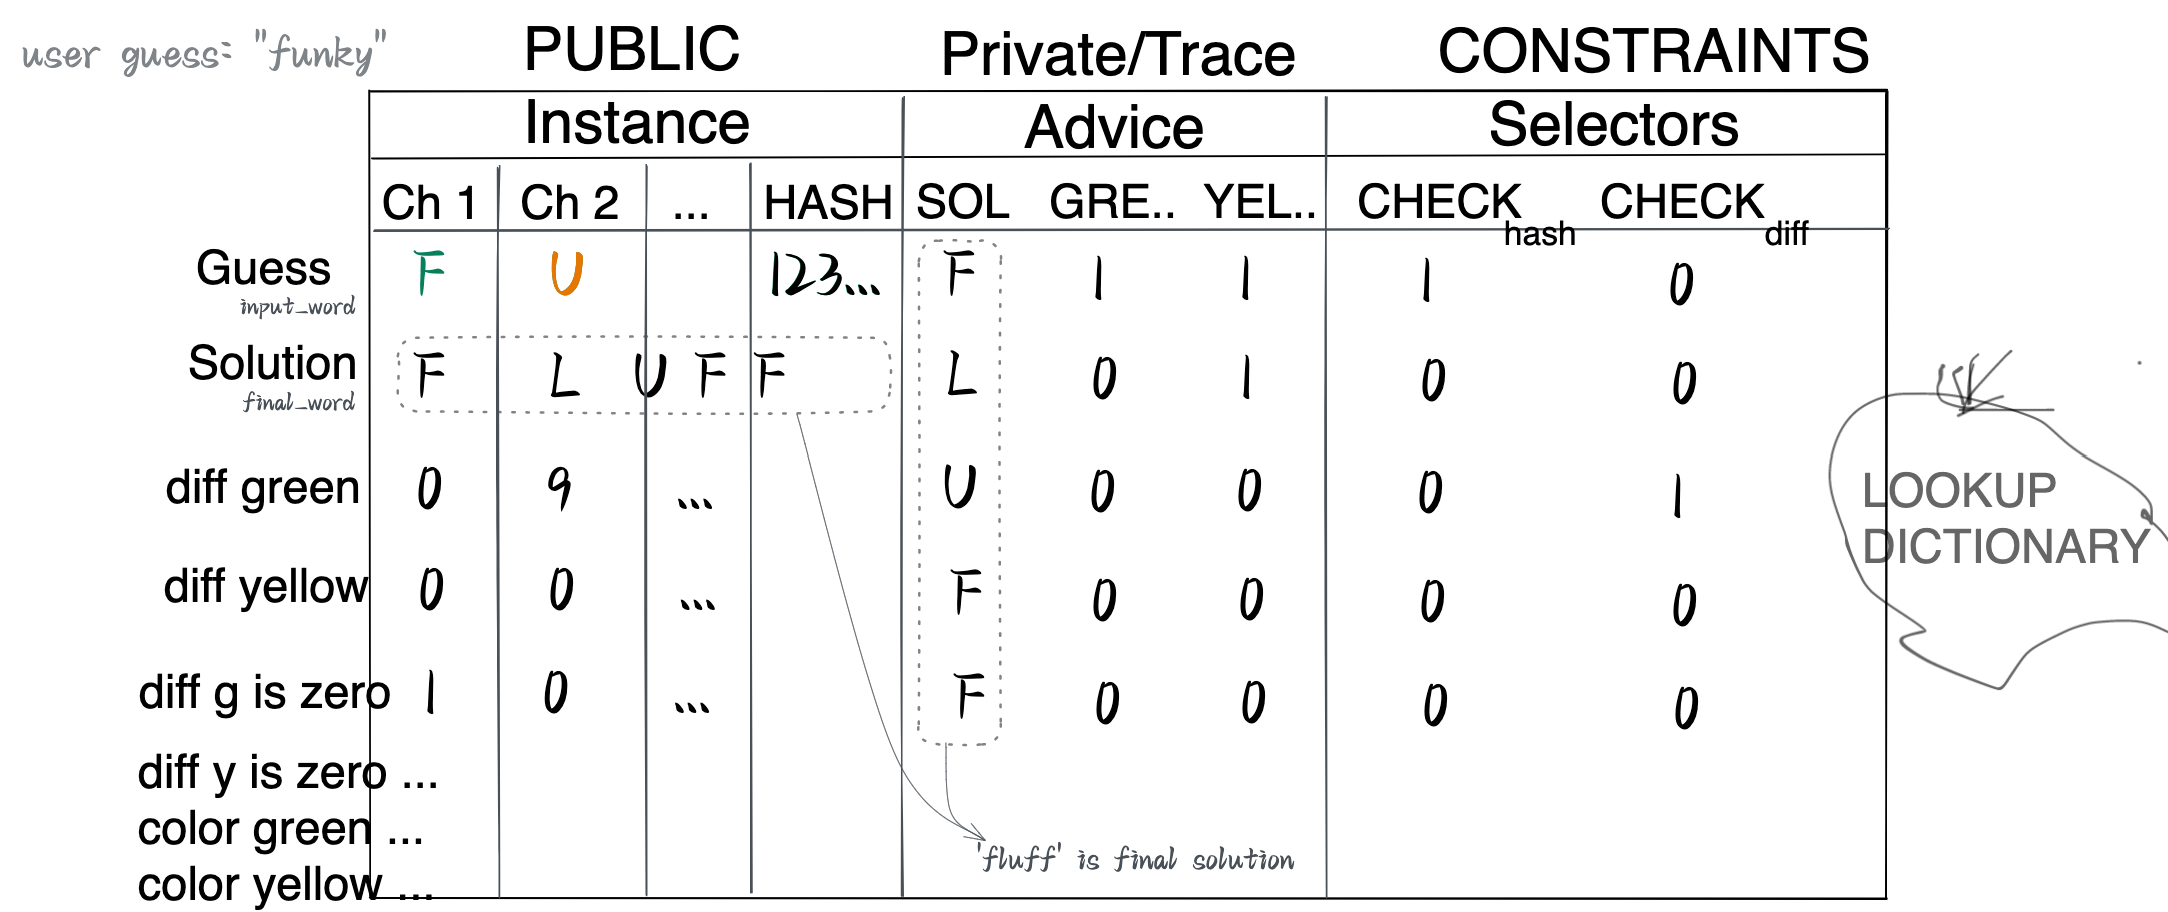 user guess: "funky"
PUBLIC Private/Trace CONSTRAINTS
Instance Advice Selectors
Ch 1 Ch 2 ... HASH SOL GRE.. YEL.. CHECK hash CHECK diff
Guess F U 123... F 1 1 1 0
input_word
Solution F L U F F L 0 1 0 0
final_word
diff green 0 9 ... U 0 0 0 1
diff yellow 0 0 ... F 0 0 0 0
diff g is zero 1 0 ... F 0 0 0 0
diff y is zero ...
color green ...
color yellow ...
'fluff' is final solution
LOOKUP
DICTIONARY